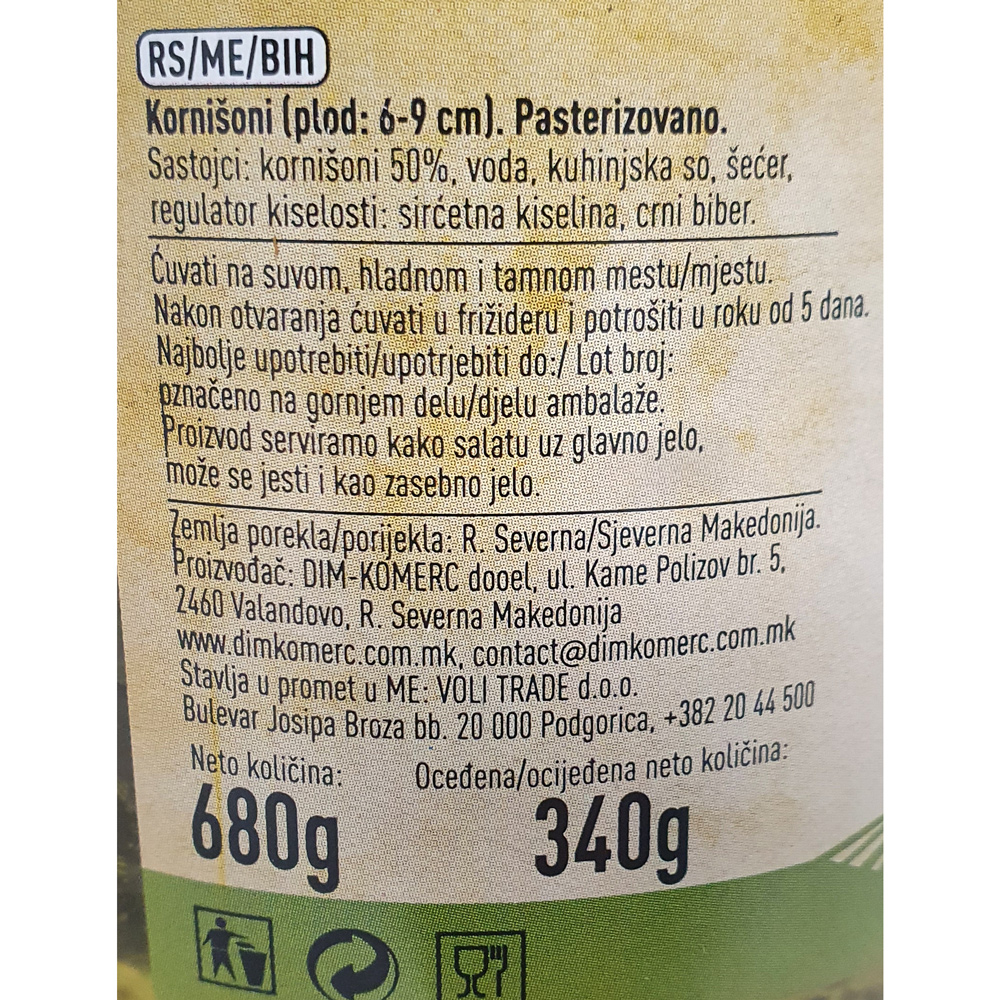 RS/ME/BIH
Kornišoni (plod: 6-9 cm). Pasterizovano.
Sastojci: kornišoni 50%, voda, kuhinjska so, šećer,
regulator kiselosti: sirćetna kiselina, crni biber.
Čuvati na suvom, hladnom i tamnom mestu/mjestu.
Nakon otvaranja čuvati u frižideru i potrošiti u roku od 5 dana.
Najbolje upotrebiti/upotrjebiti do:/ Lot broj:
označeno na gornjem delu/djelu ambalaže.
Proizvod serviramo kako salatu uz glavno jelo,
može se jesti i kao zasebno jelo.
Zemlja porekla/porijekla: R. Severna/Sjeverna Makedonija.
Proizvođač: DIM-KOMERC dooel, ul. Kame Polizov br. 5,
2460 Valandovo, R. Severna Makedonija
www.dimkomerc.com.mk, contact@dimkomerc.com.mk
Stavlja u promet u ME: VOLI TRADE d.o.o.
Bulevar Josipa Broza bb. 20 000 Podgorica, +382 20 44 500
Neto količina: Oceđena/ocijeđena neto količina:
680g 340g